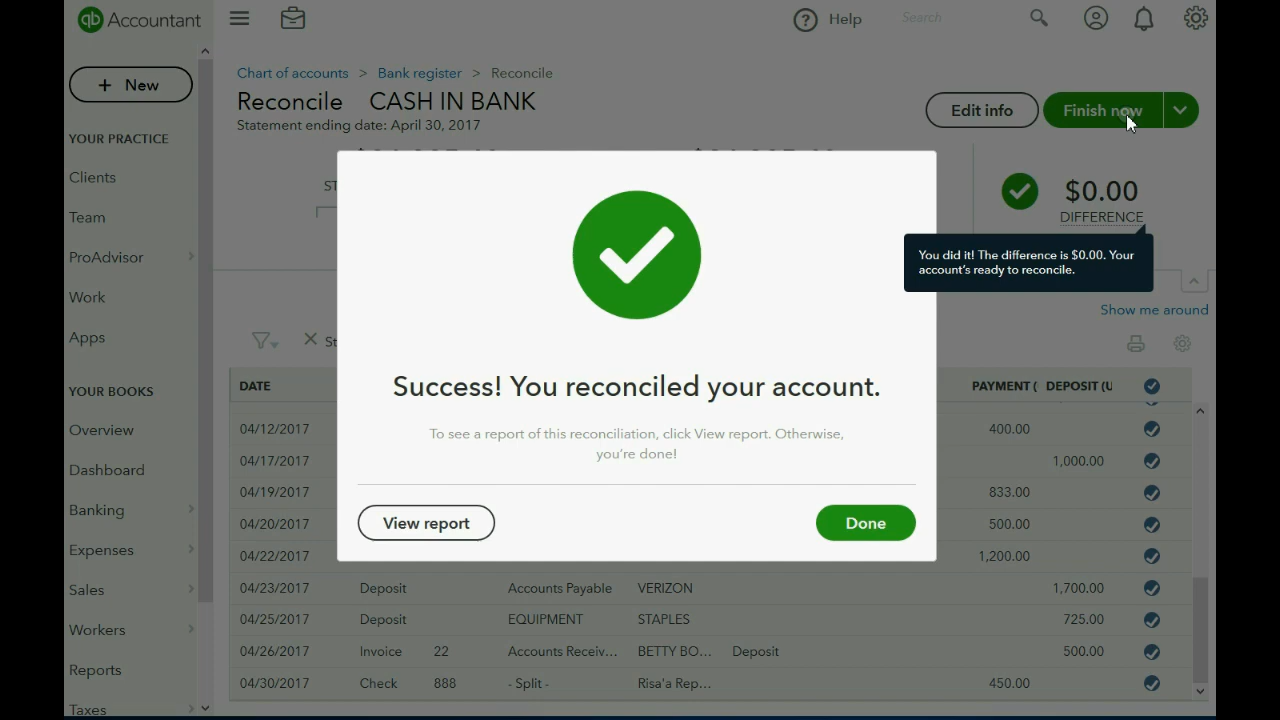 qb Accountant
Help
Search
+ New
Chart of accounts > Bank register > Reconcile
Reconcile CASH IN BANK
Statement ending date: April 30, 2017
Edit info
Finish now
YOUR PRACTICE
Clients
Team
ProAdvisor
Work
Apps
YOUR BOOKS
Overview
Dashboard
Banking
Expenses
Sales
Workers
Reports
Taxes
ST
$0.00
DIFFERENCE
You did it! The difference is $0.00. Your
account's ready to reconcile.
Show me around
St
Success! You reconciled your account.
To see a report of this reconciliation, click View report. Otherwise,
you're done!
View report
Done
DATE PAYMENT ( DEPOSIT (U
04/12/2017 400.00
04/17/2017 1,000.00
04/19/2017 833.00
04/20/2017 500.00
04/22/2017 1,200.00
04/23/2017 Deposit Accounts Payable VERIZON 1,700.00
04/25/2017 Deposit EQUIPMENT STAPLES 725.00
04/26/2017 Invoice 22 Accounts Receiv... BETTY BO... Deposit 500.00
04/30/2017 Check 888 - Split - Risa'a Rep... 450.00